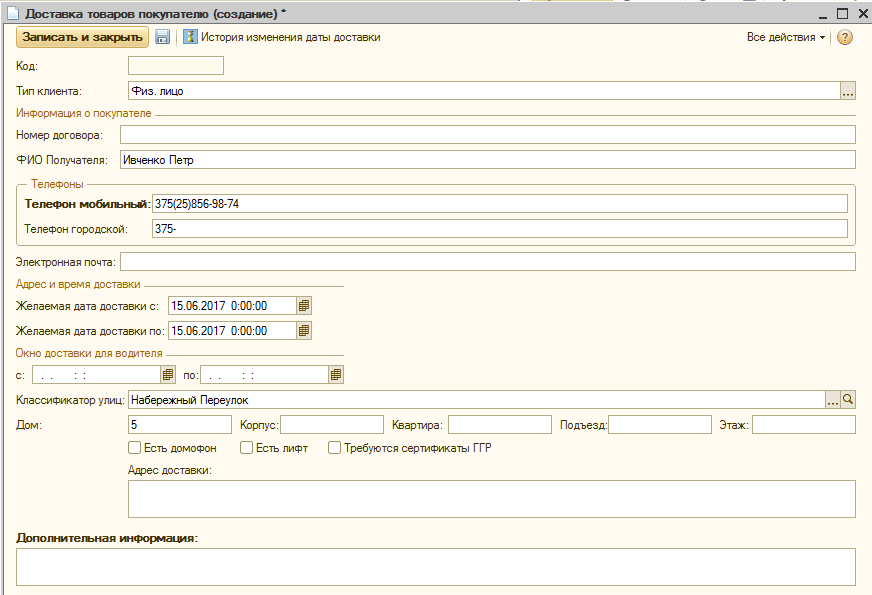 Доставка товаров покупателю (создание) *
Записать и закрыть История изменения даты доставки Все действия ?
Код:
Тип клиента: Физ. лицо ...
Информация о покупателе
Номер договора:
ФИО Получателя: Ивченко Петр
Телефоны
Телефон мобильный: 375(25)856-98-74
Телефон городской: 375-
Электронная почта:
Адрес и время доставки
Желаемая дата доставки с: 15.06.2017 0:00:00
Желаемая дата доставки по: 15.06.2017 0:00:00
Окно доставки для водителя
с: . . : : по: . . : :
Классификатор улиц: Набережный Переулок ...
Дом: 5 Корпус: Квартира: Подъезд: Этаж:
Есть домофон Есть лифт Требуются сертификаты ГГР
Адрес доставки:
Дополнительная информация: